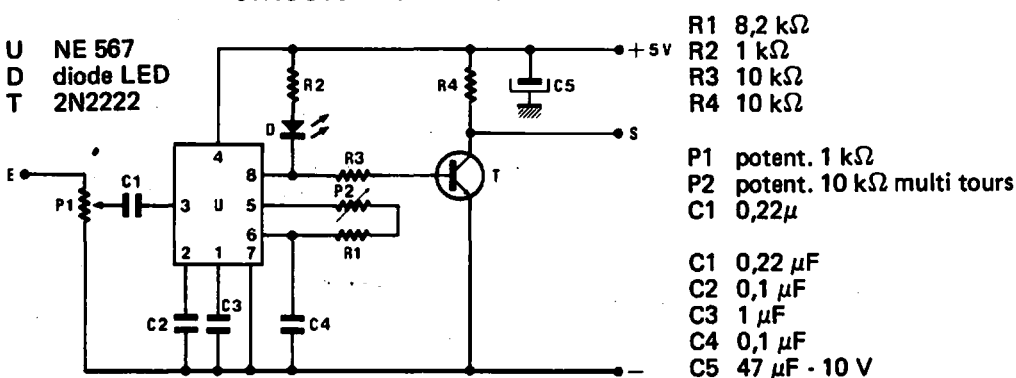 U NE 567
D diode LED
T 2N2222
R1 8,2 kΩ
R2 1 kΩ
R3 10 kΩ
R4 10 kΩ
P1 potent. 1 kΩ
P2 potent. 10 kΩ multi tours
C1 0,22μ
C1 0,22 μF
C2 0,1 μF
C3 1 μF
C4 0,1 μF
C5 47 μF - 10 V
+ 5 V
R2
R4
C5
D
S
4
E
C1
8
R3
T
P1
3
U
5
P2
6
R1
2
1
7
C2
C3
C4
−